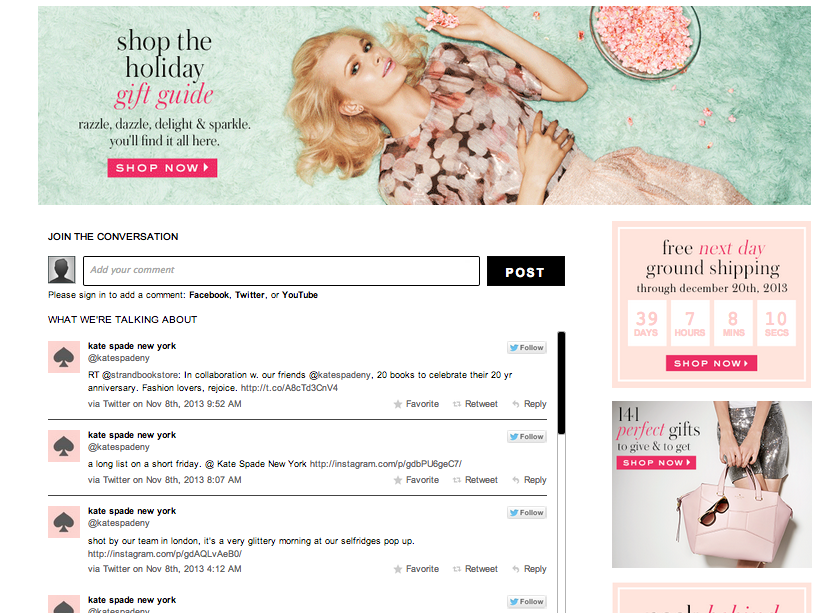 shop the
holiday
gift guide
razzle, dazzle, delight & sparkle.
you'll find it all here.
SHOP NOW
JOIN THE CONVERSATION
Add your comment
POST
Please sign in to add a comment: Facebook, Twitter, or YouTube
WHAT WE'RE TALKING ABOUT
kate spade new york
Follow
@katespadeny
RT @strandbookstore: In collaboration w. our friends @katespadeny, 20 books to celebrate their 20 yr
anniversary. Fashion lovers, rejoice. http://t.co/A8cTd3CnV4
via Twitter on Nov 8th, 2013 9:52 AM
Favorite Retweet Reply
kate spade new york
Follow
@katespadeny
a long list on a short friday. @ Kate Spade New York http://instagram.com/p/gdbPU6geC7/
via Twitter on Nov 8th, 2013 8:07 AM
Favorite Retweet Reply
kate spade new york
Follow
@katespadeny
shot by our team in london, it's a very glittery morning at our selfridges pop up.
http://instagram.com/p/gdAQLvAeB0/
via Twitter on Nov 8th, 2013 4:12 AM
Favorite Retweet Reply
kate spade new york
Follow
@katespadeny
free next day
ground shipping
through december 20th, 2013
39 7 8 10
DAYS HOURS MINS SECS
SHOP NOW
141
perfect gifts
to give & to get
SHOP NOW